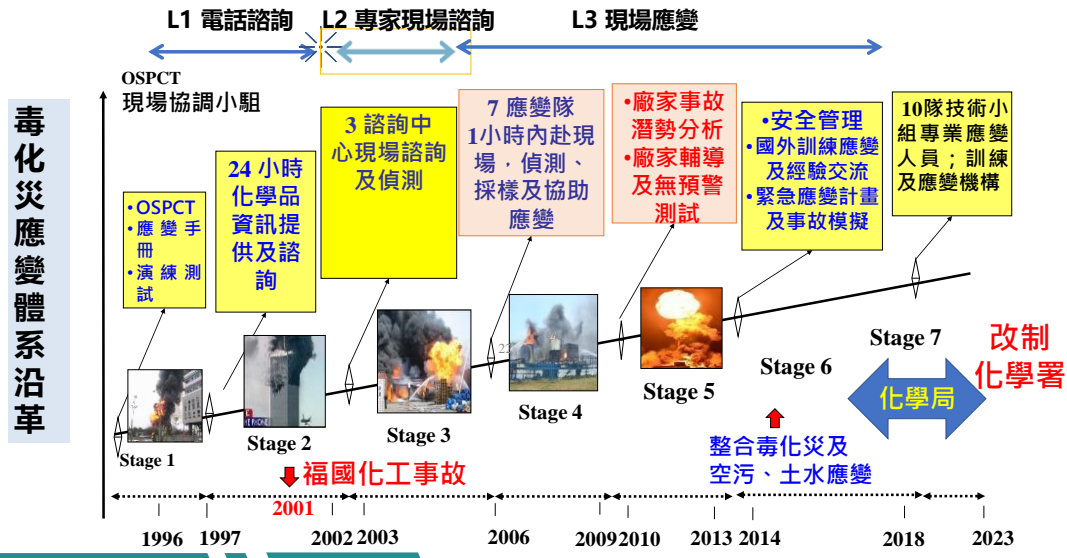 L1 電話諮詢
L2 專家現場諮詢
L3 現場應變
毒化災應變體系沿革
OSPCT
現場協調小駔
•OSPCT
•應變手冊
•演練測試
24 小時
化學品
資訊提
供及諮
詢
3 諮詢中
心現場諮詢
及偵測
7 應變隊
1小時內赴現
場，偵測、
採樣及協助
應變
•廠家事故
潛勢分析
•廠家輔導
及無預警
測試
•安全管理
•國外訓練應變
及經驗交流
•緊急應變計畫
及事故模擬
10隊技術小
組專業應變
人員；訓練
及應變機構
Stage 1
Stage 2
Stage 3
Stage 4
Stage 5
Stage 6
Stage 7
改制
化學署
化學局
福國化工事故
整合毒化災及
空污、土水應變
2001
1996
1997
2002
2003
2006
2009
2010
2013
2014
2018
2023